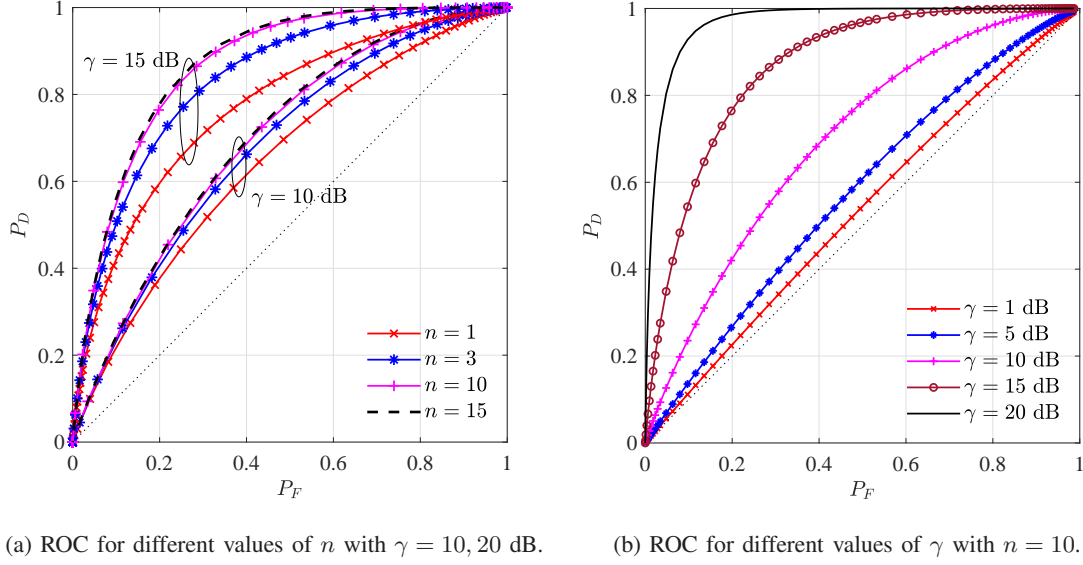 1
0.8
0.6
0.4
0.2
0
0
0.2
0.4
0.6
0.8
1
P_D
P_F
γ = 15 dB
γ = 10 dB
n = 1
n = 3
n = 10
n = 15
(a) ROC for different values of n with γ = 10, 20 dB.
1
0.8
0.6
0.4
0.2
0
0
0.2
0.4
0.6
0.8
1
P_D
P_F
γ = 1 dB
γ = 5 dB
γ = 10 dB
γ = 15 dB
γ = 20 dB
(b) ROC for different values of γ with n = 10.